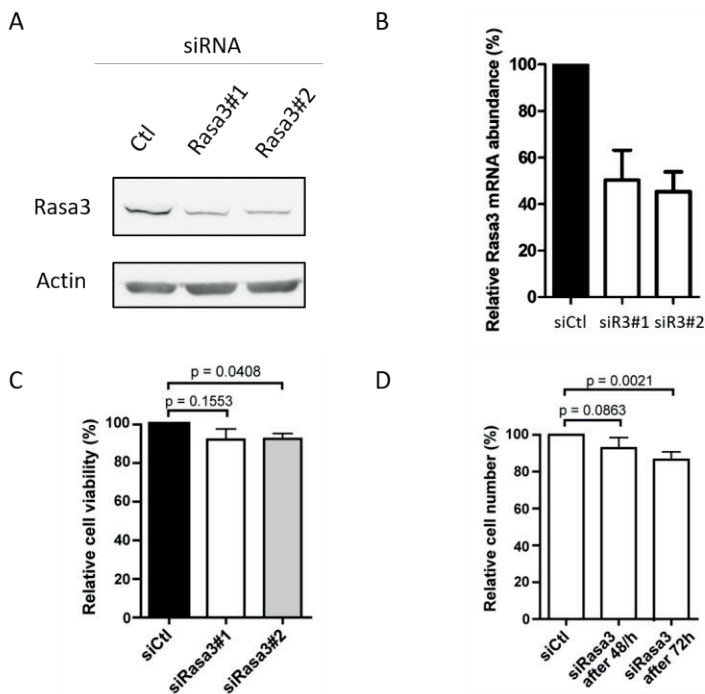 A
siRNA
Ctl
Rasa3#1
Rasa3#2
Rasa3
Actin
B
Relative Rasa3 mRNA abundance (%)
100
80
60
40
20
0
siCtl siR3#1 siR3#2
C
p = 0.0408
p = 0.1553
Relative cell viability (%)
100
80
60
40
20
0
siCtl
siRasa3#1
siRasa3#2
D
p = 0.0021
p = 0.0863
Relative cell number (%)
100
80
60
40
20
0
siCtl
siRasa3
after 48/h
siRasa3
after 72h